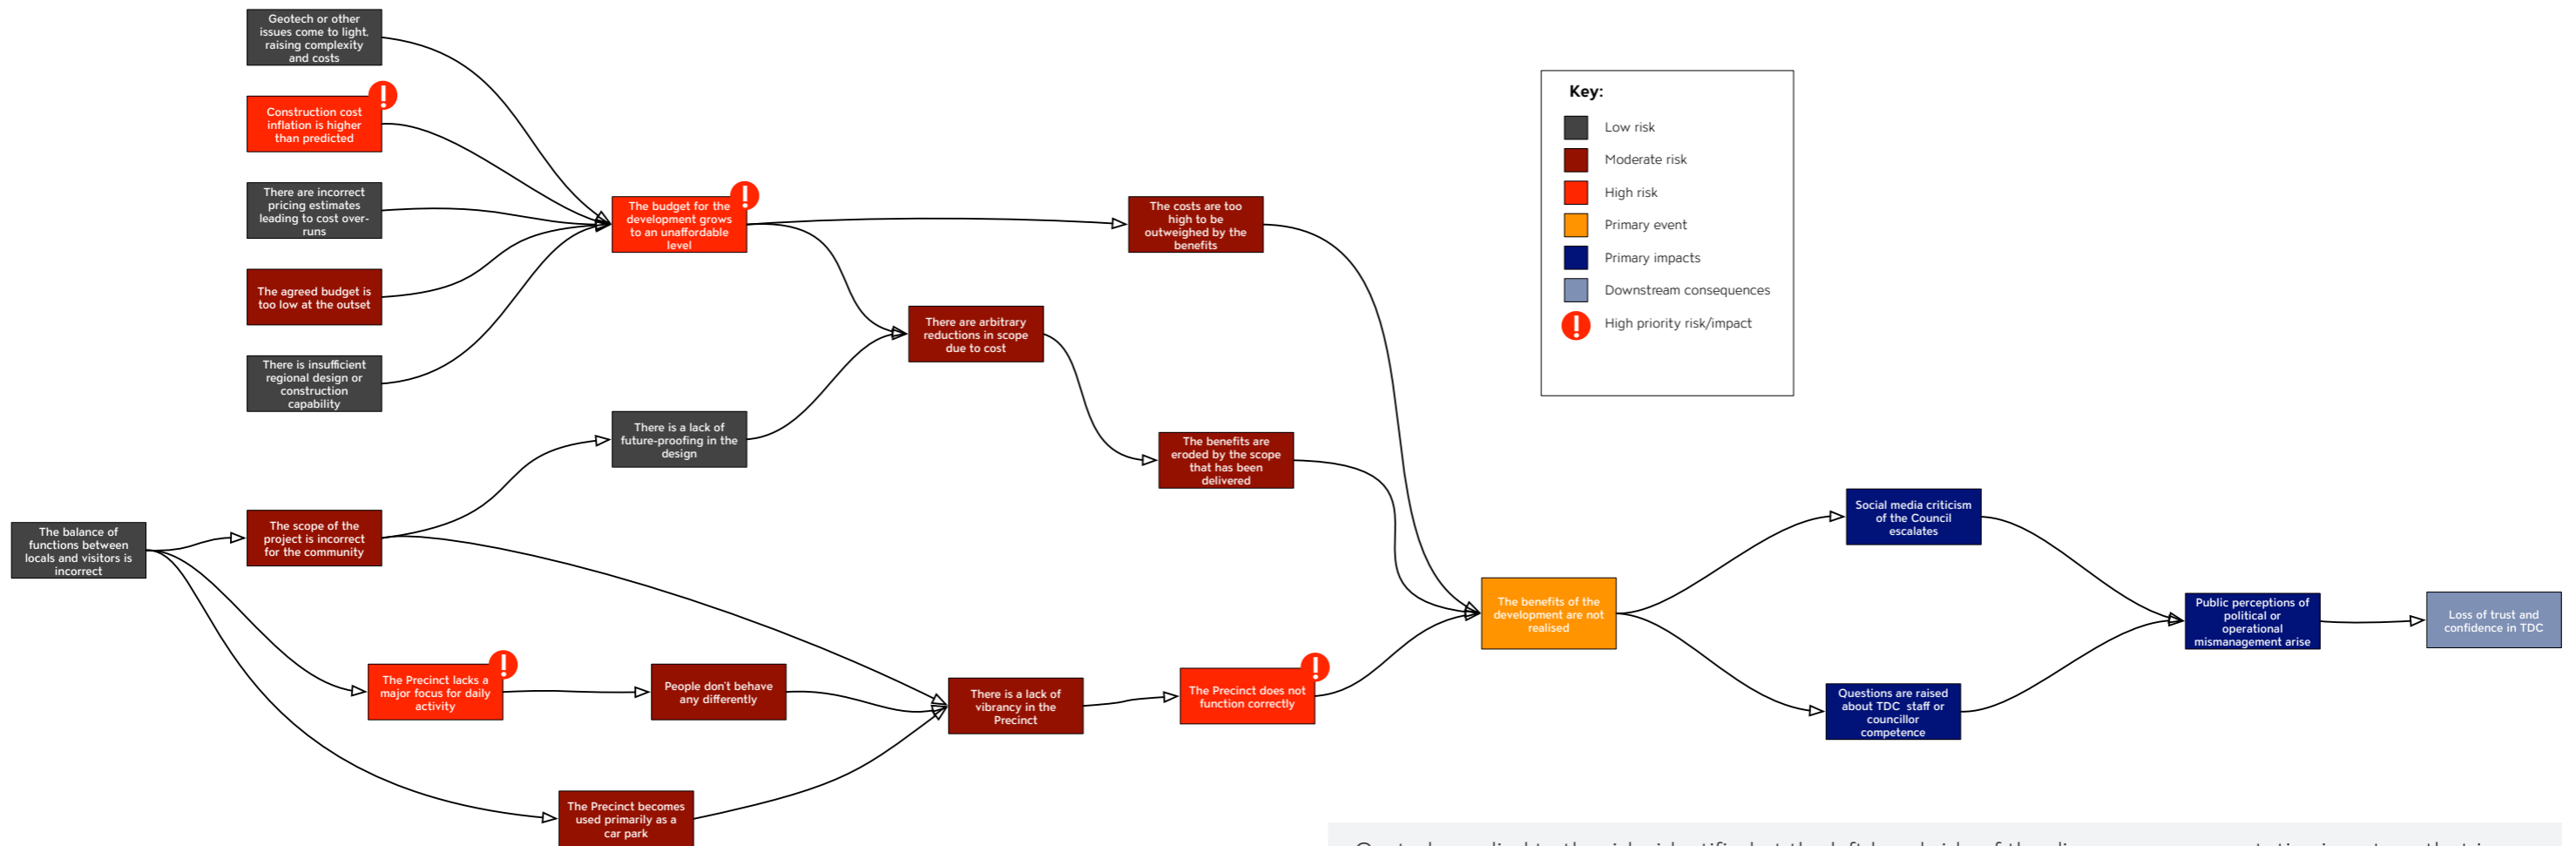 Geotech or other
issues come to light,
raising complexity
and costs
Construction cost
inflation is higher
than predicted
There are incorrect
pricing estimates
leading to cost over-
runs
The agreed budget is
too low at the outset
There is insufficient
regional design or
construction
capability
The budget for the
development grows
to an unaffordable
level
The costs are too
high to be
outweighed by the
benefits
There are arbitrary
reductions in scope
due to cost
There is a lack of
future-proofing in the
design
The benefits are
eroded by the scope
that has been
delivered
The balance of
functions between
locals and visitors is
incorrect
The scope of the
project is incorrect
for the community
The Precinct lacks a
major focus for daily
activity
People don't behave
any differently
The Precinct becomes
used primarily as a
car park
There is a lack of
vibrancy in the
Precinct
The Precinct does not
function correctly
The benefits of the
development are not
realised
Social media criticism
of the Council
escalates
Questions are raised
about TDC staff or
councillor
competence
Public perceptions of
political or
operational
mismanagement arise
Loss of trust and
confidence in TDC
Key:
Low risk
Moderate risk
High risk
Primary event
Primary impacts
Downstream consequences
High priority risk/impact